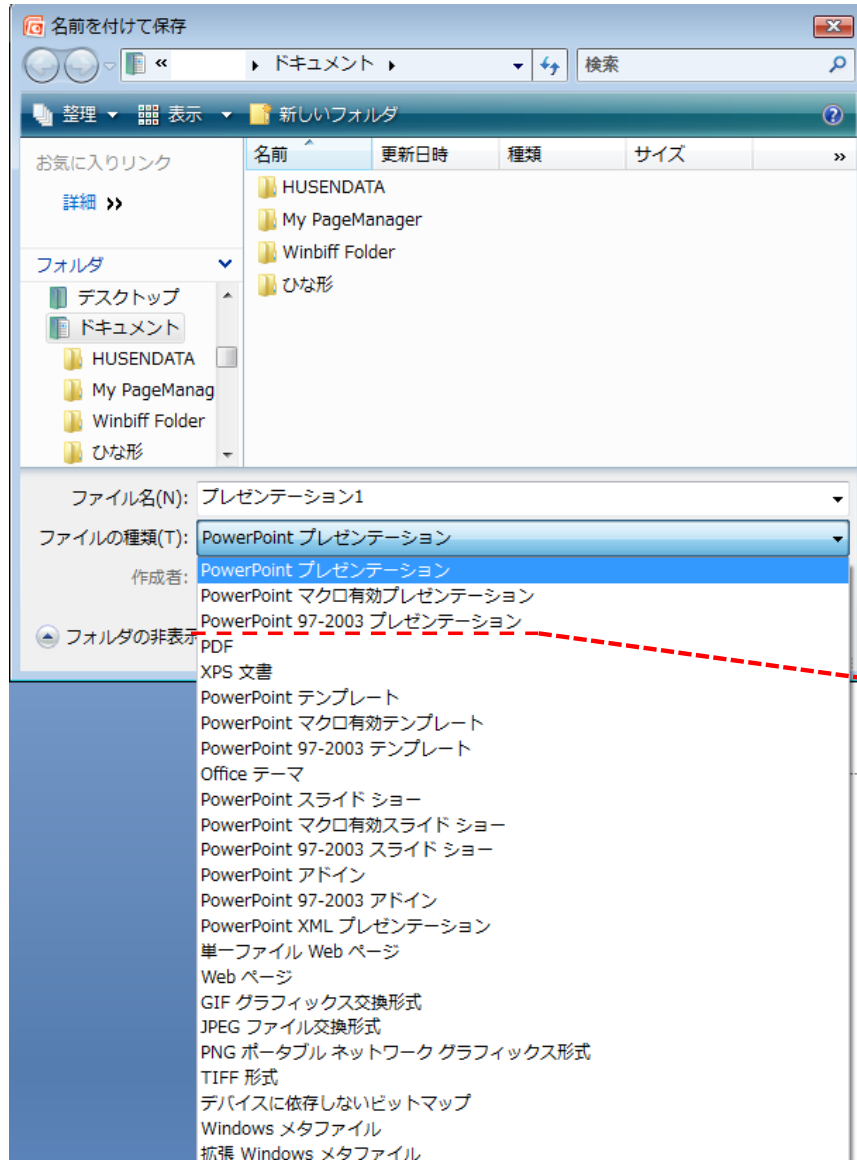 名前を付けて保存
« ドキュメント 検索
整理 表示 新しいフォルダ
お気に入りリンク
詳細 »
フォルダ
デスクトップ
ドキュメント
HUSENDATA
My PageManag
Winbiff Folder
ひな形
名前 更新日時 種類 サイズ »
HUSENDATA
My PageManager
Winbiff Folder
ひな形
ファイル名(N): プレゼンテーション1
ファイルの種類(T): PowerPoint プレゼンテーション
作成者:
フォルダの非表示
PowerPoint プレゼンテーション
PowerPoint マクロ有効プレゼンテーション
PowerPoint 97-2003 プレゼンテーション
PDF
XPS 文書
PowerPoint テンプレート
PowerPoint マクロ有効テンプレート
PowerPoint 97-2003 テンプレート
Office テーマ
PowerPoint スライド ショー
PowerPoint マクロ有効スライド ショー
PowerPoint 97-2003 スライド ショー
PowerPoint アドイン
PowerPoint 97-2003 アドイン
PowerPoint XML プレゼンテーション
単一ファイル Web ページ
Web ページ
GIF グラフィックス交換形式
JPEG ファイル交換形式
PNG ポータブル ネットワーク グラフィックス形式
TIFF 形式
デバイスに依存しないビットマップ
Windows メタファイル
拡張 Windows メタファイル